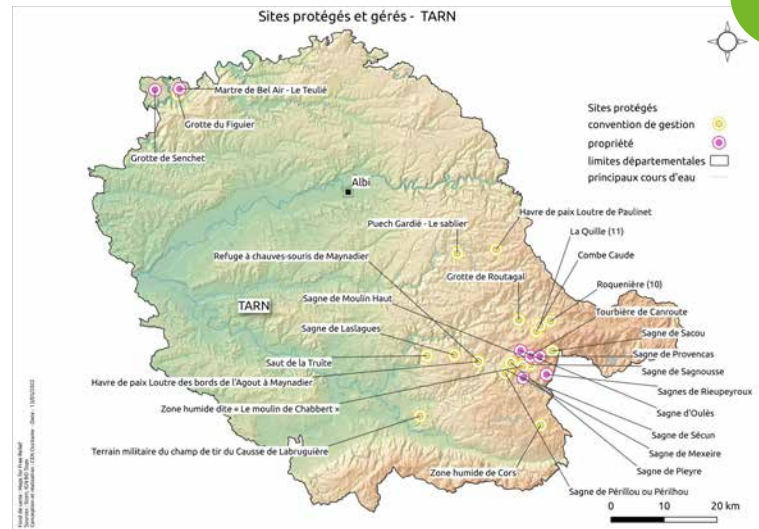 Sites protégés et gérés - TARN
Martre de Bel Air - Le Teulié
Grotte du Figuier
Grotte de Senchet
Sites protégés
convention de gestion
propriété
limites départementales
principaux cours d'eau
Albi
Havre de paix Loutre de Paulinet
Puech Gardié - Le sablier
La Quille (11)
Refuge à chauves-souris de Maynadier
Combe Caude
Grotte de Routagal
Roquenière (10)
Sagne de Moulin Haut
TARN
Tourbière de Canroute
Sagne de Laslagues
Sagne de Sacou
Sagne de Provencas
Saut de la Truite
Sagne de Sagnousse
Havre de paix Loutre des bords de l'Agout à Maynadier
Sagnes de Rieupeyroux
Zone humide dite « Le moulin de Chabbert »
Sagne d'Oulès
Sagne de Sécun
Terrain militaire du champ de tir du Causse de Labruguière
Sagne de Mexeire
Zone humide de Cors
Sagne de Pleyre
Sagne de Périllou ou Périlhou
0 10 20 km